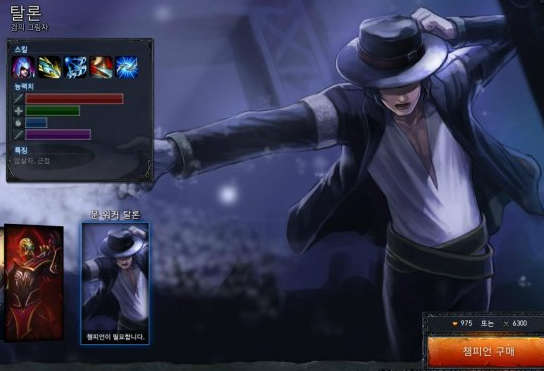 탈론
검의 그림자
스킬
능력치
특징
암살자, 근접
문 워커 탈론
챔피언이 필요합니다.
975 또는 6300
챔피언 구매